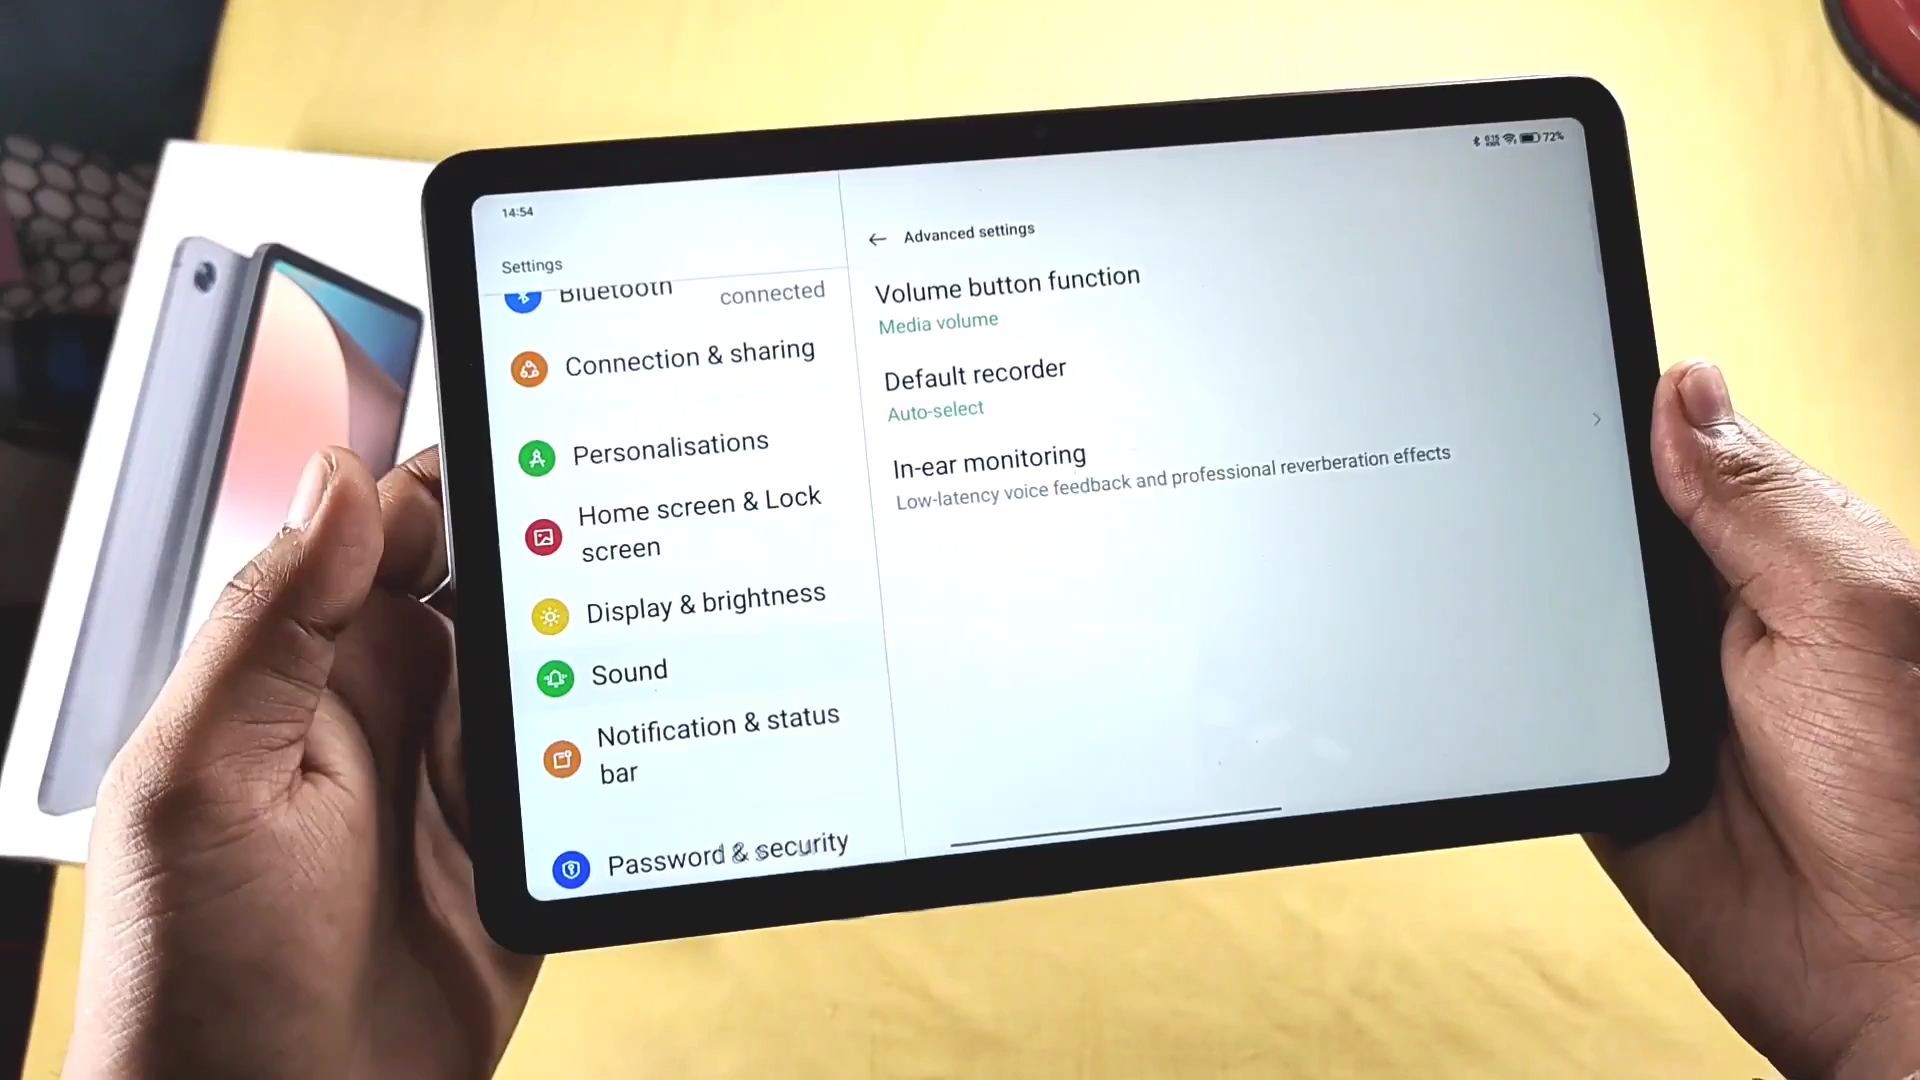 14:54
72%
Settings
Bluetooth
connected
Connection & sharing
Personalisations
Home screen & Lock
screen
Display & brightness
Sound
Notification & status
bar
Password & security
Advanced settings
Volume button function
Media volume
Default recorder
Auto-select
In-ear monitoring
Low-latency voice feedback and professional reverberation effects